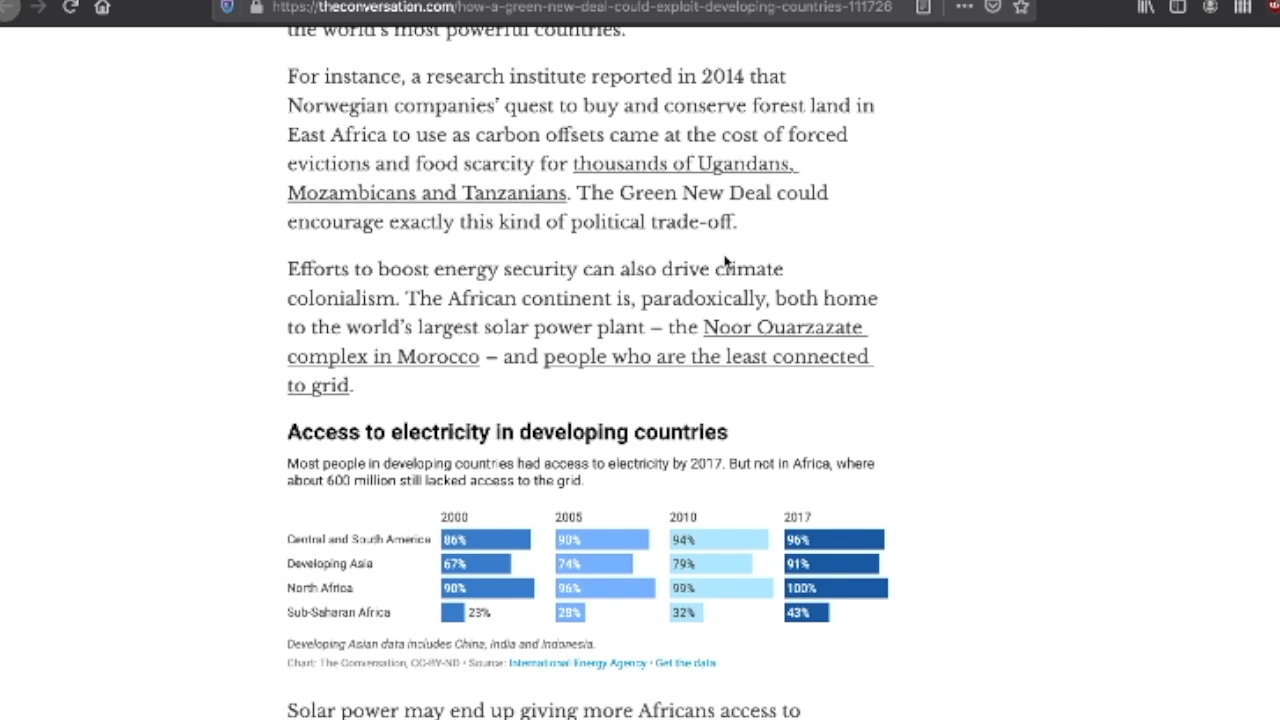 https://theconversation.com/how-a-green-new-deal-could-exploit-developing-countries-111726
the world's most powerful countries.
For instance, a research institute reported in 2014 that
Norwegian companies' quest to buy and conserve forest land in
East Africa to use as carbon offsets came at the cost of forced
evictions and food scarcity for thousands of Ugandans,
Mozambicans and Tanzanians. The Green New Deal could
encourage exactly this kind of political trade-off.
Efforts to boost energy security can also drive climate
colonialism. The African continent is, paradoxically, both home
to the world's largest solar power plant – the Noor Ouarzazate
complex in Morocco – and people who are the least connected
to grid.
Access to electricity in developing countries
Most people in developing countries had access to electricity by 2017. But not in Africa, where
about 600 million still lacked access to the grid.
2000 2005 2010 2017
Central and South America 86% 90% 94% 96%
Developing Asia 67% 74% 79% 91%
North Africa 90% 96% 99% 100%
Sub-Saharan Africa 23% 28% 32% 43%
Developing Asian data includes China, India and Indonesia.
Chart: The Conversation, CC-BY-ND • Source: International Energy Agency • Get the data
Solar power may end up giving more Africans access to